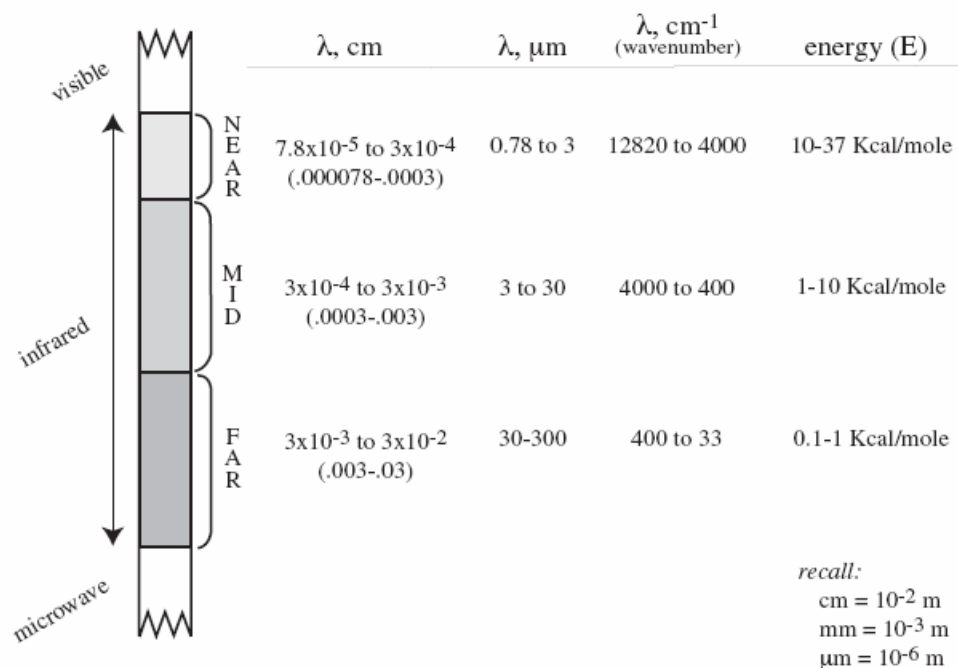 λ, cm λ, μm λ, cm-1 energy (E)
(wavenumber)
visible
NEAR 7.8x10-5 to 3x10-4 0.78 to 3 12820 to 4000 10-37 Kcal/mole
(.000078-.0003)
infrared
MID 3x10-4 to 3x10-3 3 to 30 4000 to 400 1-10 Kcal/mole
(.0003-.003)
FAR 3x10-3 to 3x10-2 30-300 400 to 33 0.1-1 Kcal/mole
(.003-.03)
microwave
recall:
cm = 10-2 m
mm = 10-3 m
μm = 10-6 m